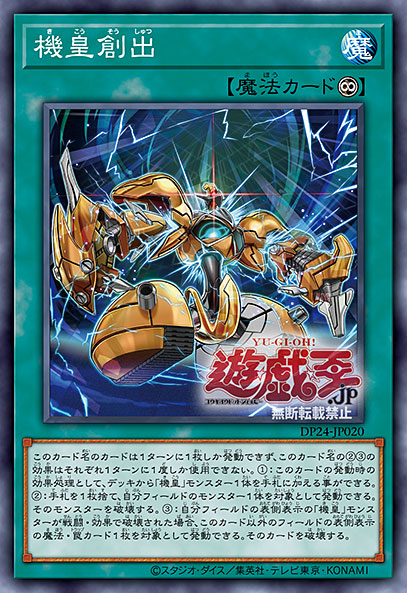 機皇創出
魔
【魔法カード】
YU-GI-OH!
遊戯王.jp
無断転載禁止
DP24-JP020
このカード名のカードは1ターンに1枚しか発動できず、このカード名の②③の
効果はそれぞれ1ターンに1度しか使用できない。①:このカードの発動時の
効果処理として、デッキから「機皇」モンスター1体を手札に加える事ができる。
②:手札を1枚捨て、自分フィールドのモンスター1体を対象として発動できる。
そのモンスターを破壊する。③:自分フィールドの表側表示の「機皇」モンス
ターが戦闘・効果で破壊された場合、このカード以外のフィールドの表側表示
の魔法・罠カード1枚を対象として発動できる。そのカードを破壊する。
©スタジオ・ダイス/集英社・テレビ東京・KONAMI